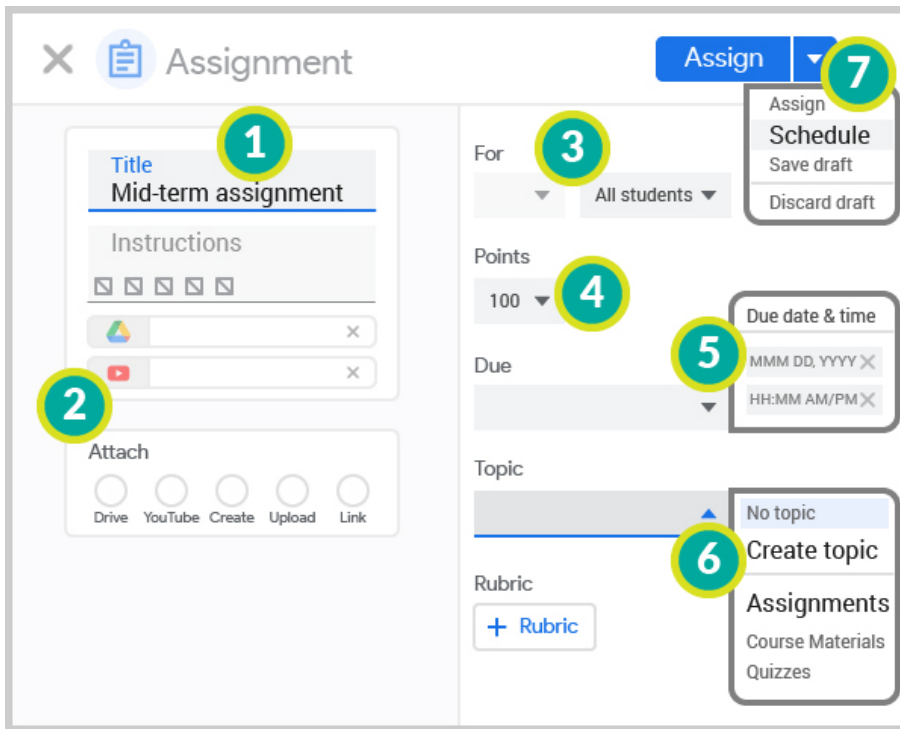 Assignment
Assign
7
Assign
Schedule
Save draft
Discard draft
1
Title
Mid-term assignment
Instructions
2
Attach
Drive YouTube Create Upload Link
For
3
All students
Points
100
4
Due
5
Due date & time
MMM DD, YYYY
HH:MM AM/PM
Topic
6
No topic
Create topic
Assignments
Course Materials
Quizzes
Rubric
+ Rubric